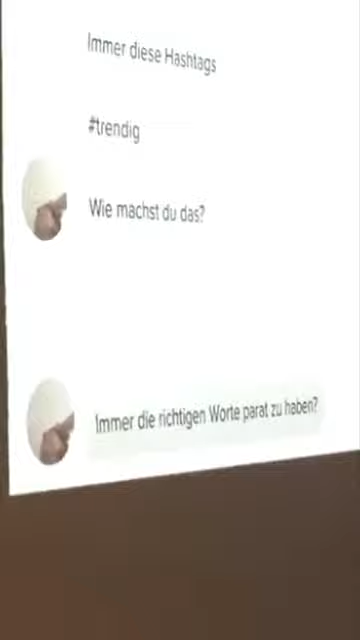 Immer diese Hashtags
#trendig
Wie machst du das?
Immer die richtigen Worte parat zu haben?